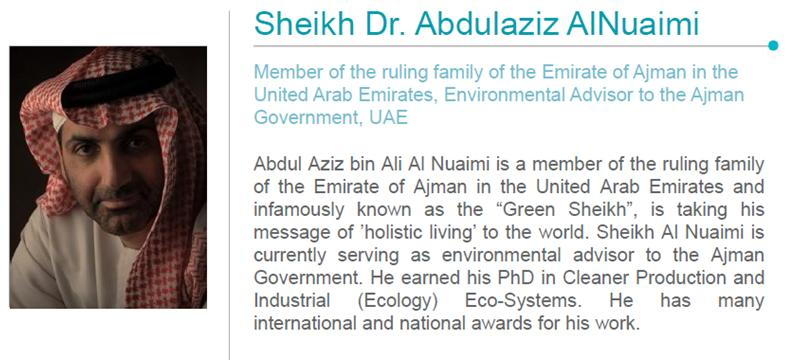 Sheikh Dr. Abdulaziz AlNuaimi
Member of the ruling family of the Emirate of Ajman in the
United Arab Emirates, Environmental Advisor to the Ajman
Government, UAE
Abdul Aziz bin Ali Al Nuaimi is a member of the ruling family
of the Emirate of Ajman in the United Arab Emirates and
infamously known as the “Green Sheikh”, is taking his
message of ’holistic living’ to the world. Sheikh Al Nuaimi is
currently serving as environmental advisor to the Ajman
Government. He earned his PhD in Cleaner Production and
Industrial (Ecology) Eco-Systems. He has many
international and national awards for his work.